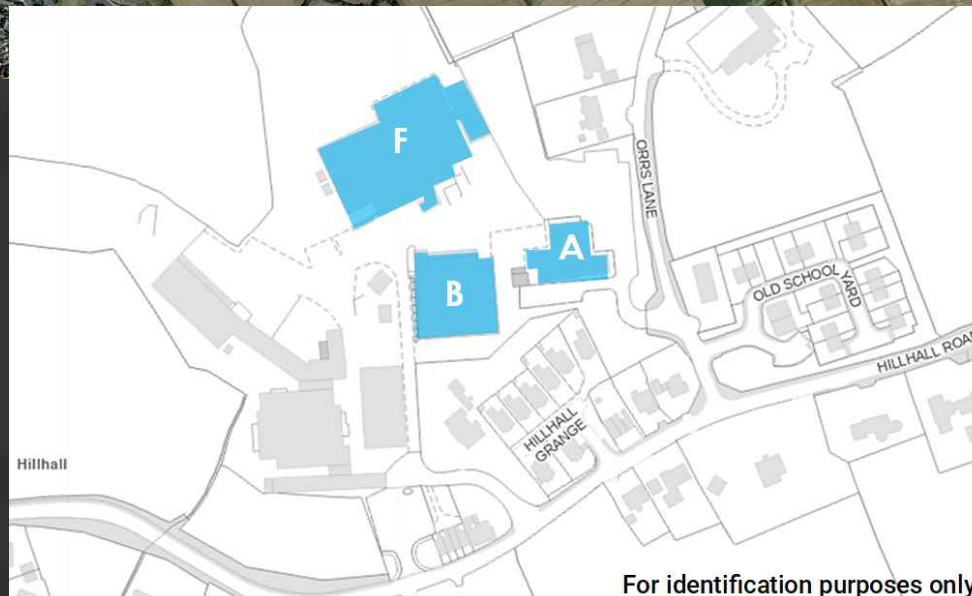 F
ORRS LANE
A
B
OLD SCHOOL
YARD
HILLHALL ROAD
HILLHALL
GRANGE
Hillhall
For identification purposes only